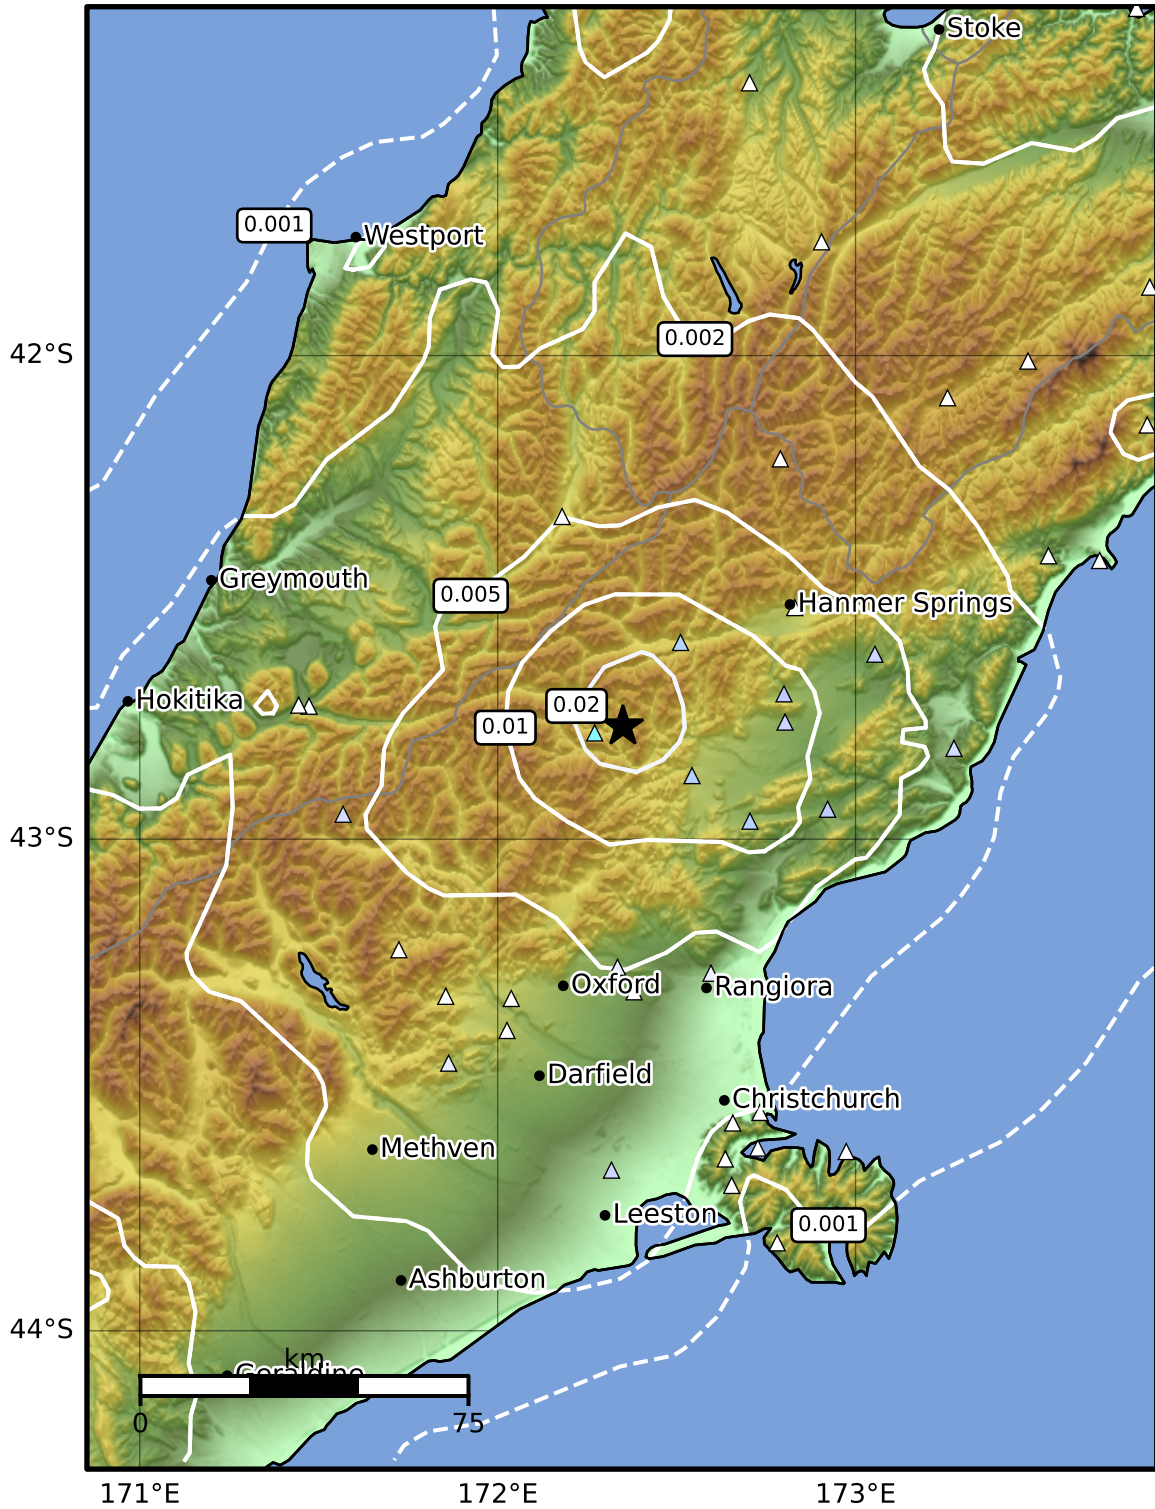 Stoke
0.001
Westport
0.002
42°S
Greymouth
0.005
Hanmer Springs
Hokitika
0.02
0.01
43°S
Oxford
Rangiora
Darfield
Christchurch
Methven
Leeston
0.001
Ashburton
44°S
km
Geraldine
0
75
171°E
172°E
173°E